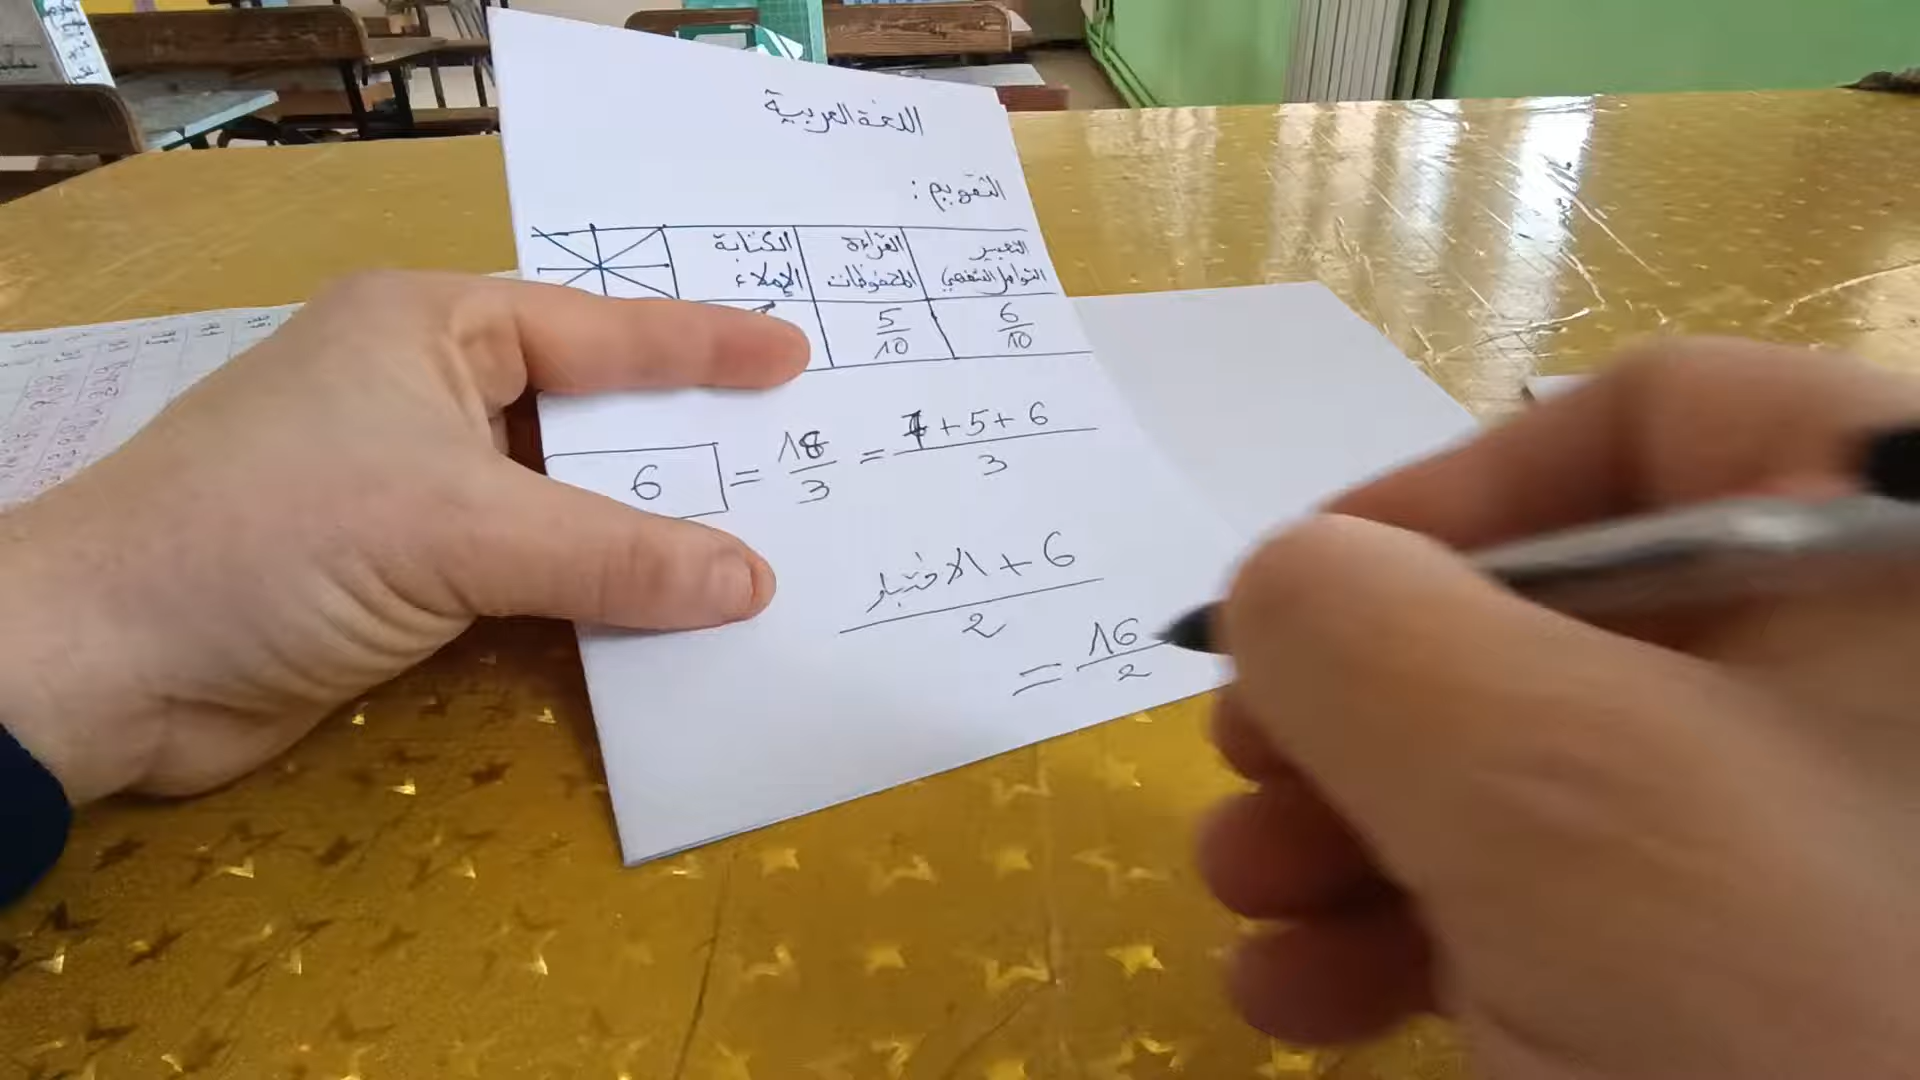 اللغة العربية
التقويم :
التعبير التواصل الشفهي | القراءة المحفوظات | الكتابة الإملاء
6/10 | 5/10
7+5+6/3 = 18/3 = 6
6 + الاختبار/2
= 16/2